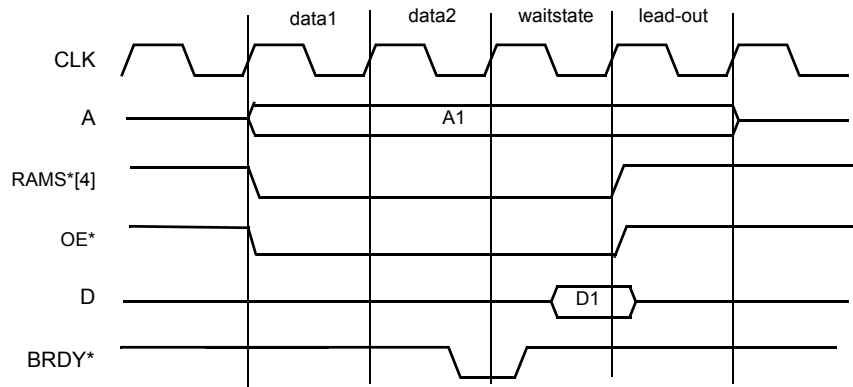 data1 data2 waitstate lead-out
CLK
A A1
RAMS*[4]
OE*
D D1
BRDY*